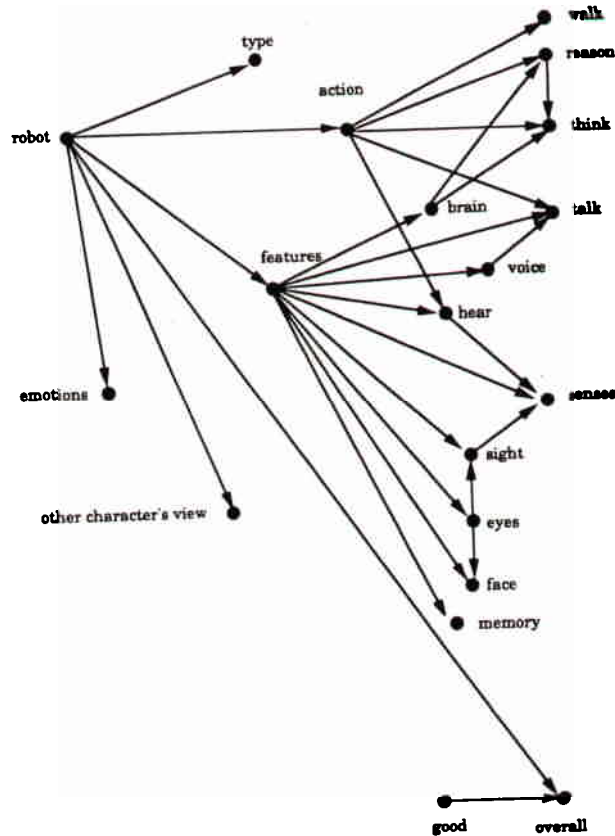 walk
type
reason
action
robot
think
brain
talk
features
voice
hear
emotions
senses
sight
other character's view
eyes
face
memory
good
overall